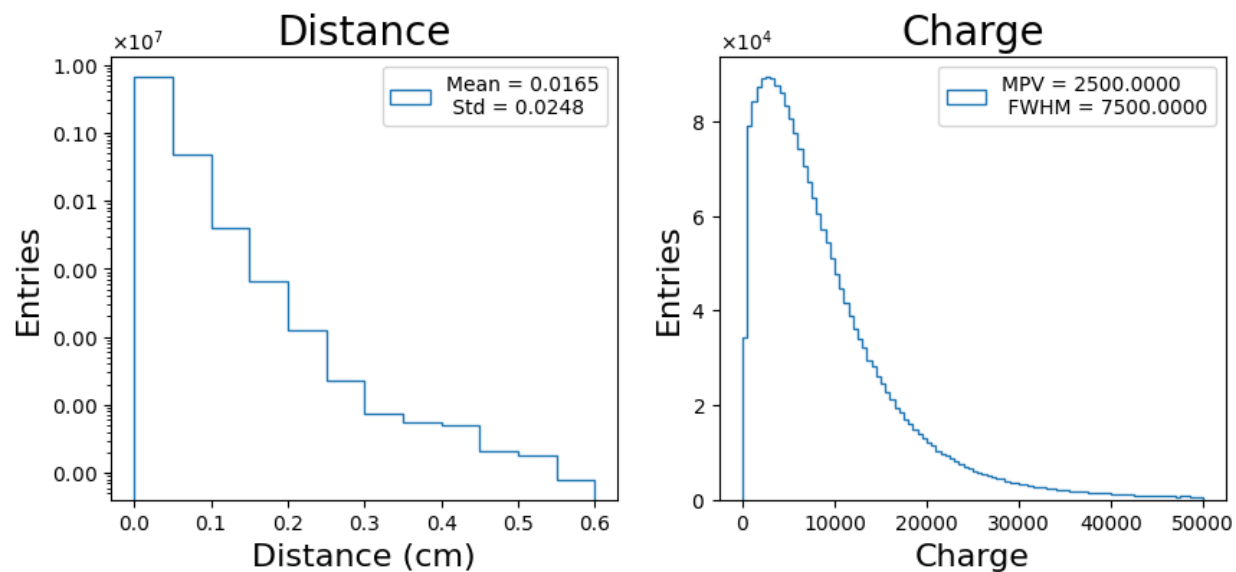 Distance
×10⁷
1.00
0.10
0.01
0.00
0.00
0.00
0.00
Entries
Mean = 0.0165
Std = 0.0248
0.0 0.1 0.2 0.3 0.4 0.5 0.6
Distance (cm)
Charge
×10⁴
8
6
4
2
0
Entries
MPV = 2500.0000
FWHM = 7500.0000
0 10000 20000 30000 40000 50000
Charge